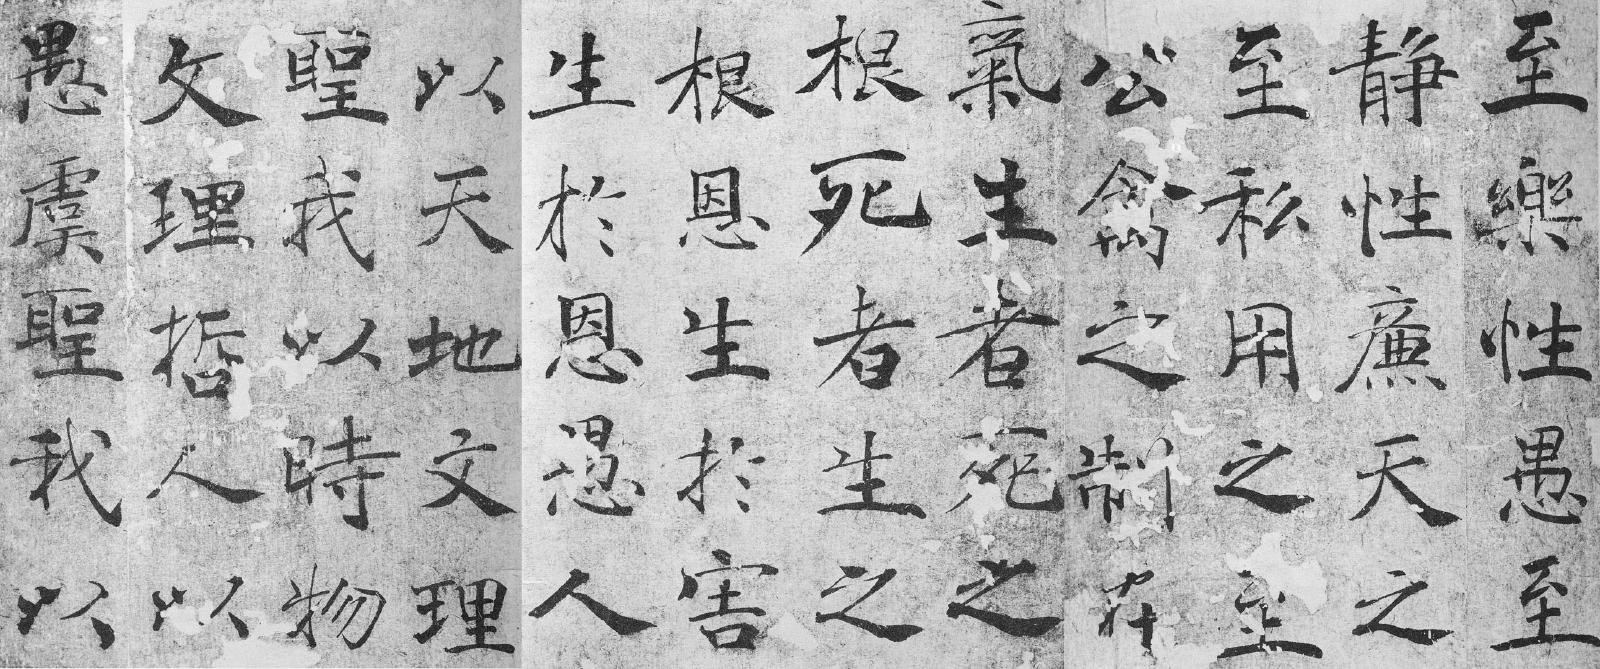 至樂性愚至
静性廉天之
至私用之至
公禽之制在
氣生者死之
根死者生之
根恩生於害
生於恩愚人
以天地文理
聖我以時物
文理哲人以
愚虞聖我以